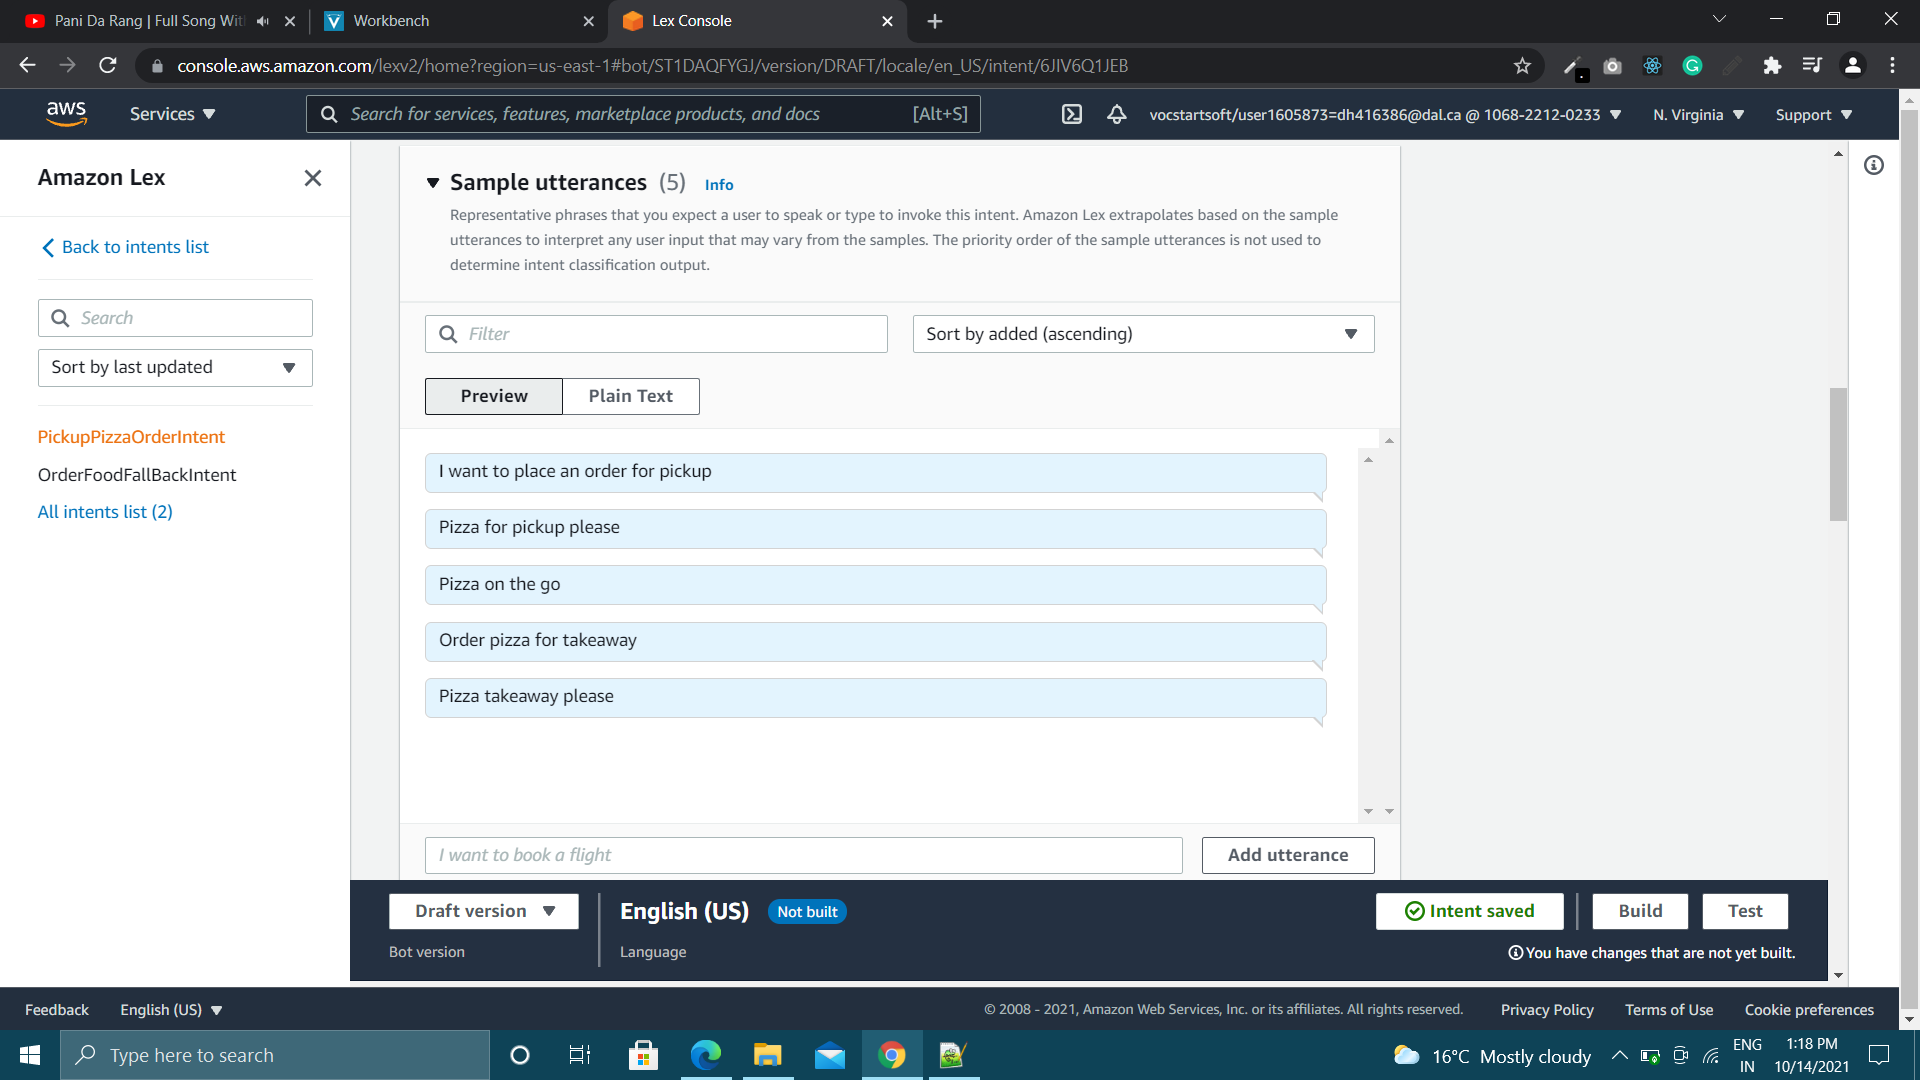 Pani Da Rang | Full Song Wit
Workbench
Lex Console
console.aws.amazon.com/lexv2/home?region=us-east-1#bot/ST1DAQFYGJ/version/DRAFT/locale/en_US/intent/6JIV6Q1JEB
aws
Services
Search for services, features, marketplace products, and docs
[Alt+S]
vocstartsoft/user1605873=dh416386@dal.ca @ 1068-2212-0233
N. Virginia
Support
Amazon Lex
Back to intents list
Search
Sort by last updated
PickupPizzaOrderIntent
OrderFoodFallBackIntent
All intents list (2)
Sample utterances (5) Info
Representative phrases that you expect a user to speak or type to invoke this intent. Amazon Lex extrapolates based on the sample
utterances to interpret any user input that may vary from the samples. The priority order of the sample utterances is not used to
determine intent classification output.
Filter
Sort by added (ascending)
Preview
Plain Text
I want to place an order for pickup
Pizza for pickup please
Pizza on the go
Order pizza for takeaway
Pizza takeaway please
I want to book a flight
Add utterance
Draft version
Bot version
English (US) Not built
Language
Intent saved
Build
Test
You have changes that are not yet built.
Feedback
English (US)
© 2008 - 2021, Amazon Web Services, Inc. or its affiliates. All rights reserved.
Privacy Policy
Terms of Use
Cookie preferences
Type here to search
16°C Mostly cloudy
ENG
IN
1:18 PM
10/14/2021